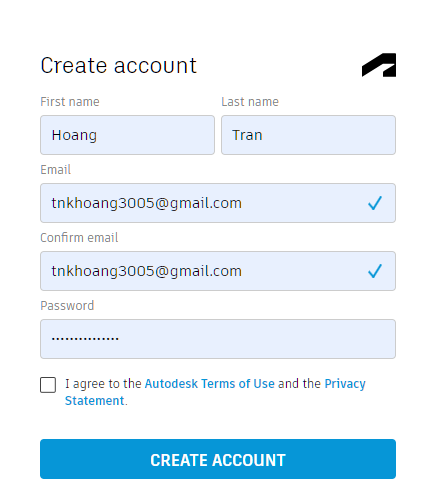 Create account
First name Last name
Hoang Tran
Email
tnkhoang3005@gmail.com
Confirm email
tnkhoang3005@gmail.com
Password
•••••••••••••••
I agree to the Autodesk Terms of Use and the Privacy
Statement.
CREATE ACCOUNT